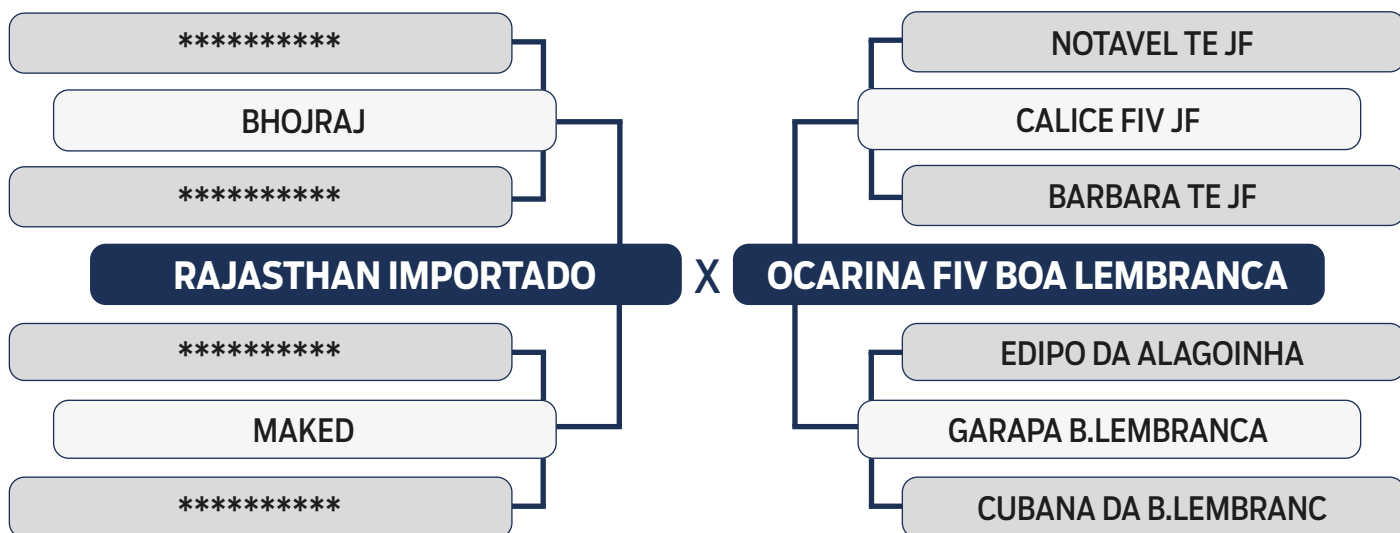 **********
NOTAVEL TE JF
BHOJRAJ
CALICE FIV JF
**********
BARBARA TE JF
RAJASTHAN IMPORTADO X OCARINA FIV BOA LEMBRANCA
**********
EDIPO DA ALAGOINHA
MAKED
GARAPA B.LEMBRANCA
**********
CUBANA DA B.LEMBRANC